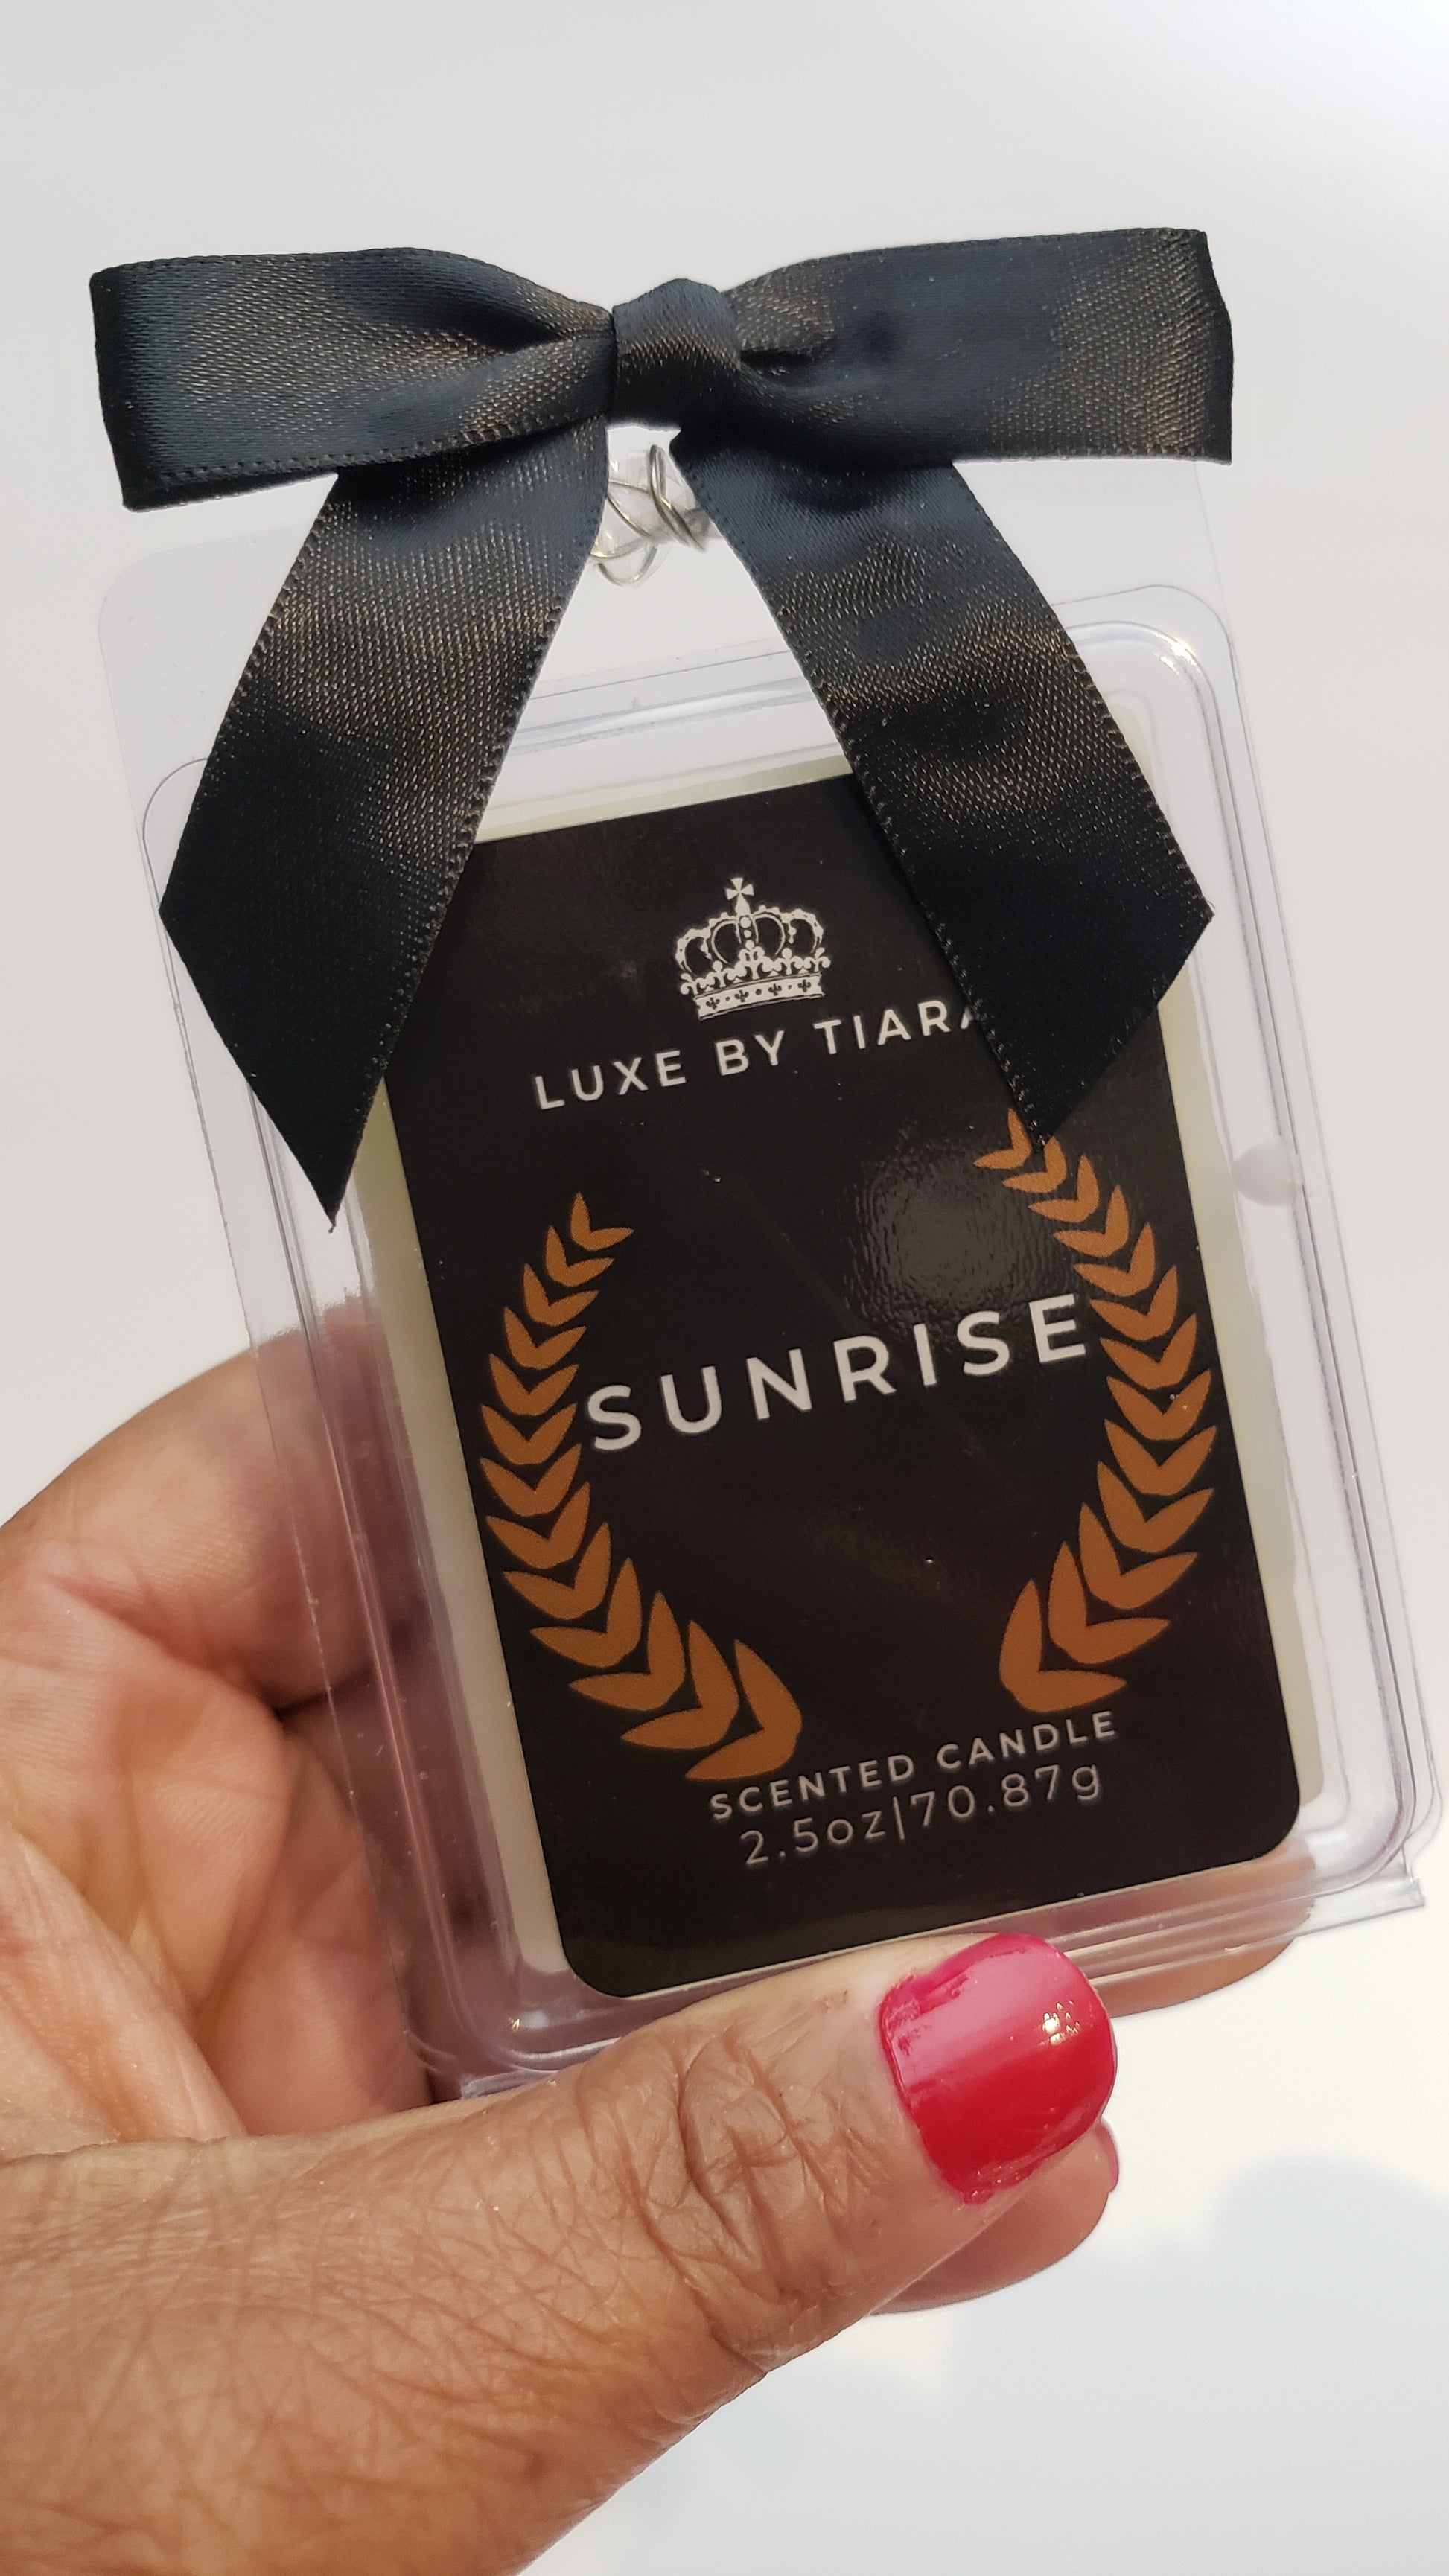 LUXE BY TIARA
SUNRISE
SCENTED CANDLE
2.5oz|70.87g